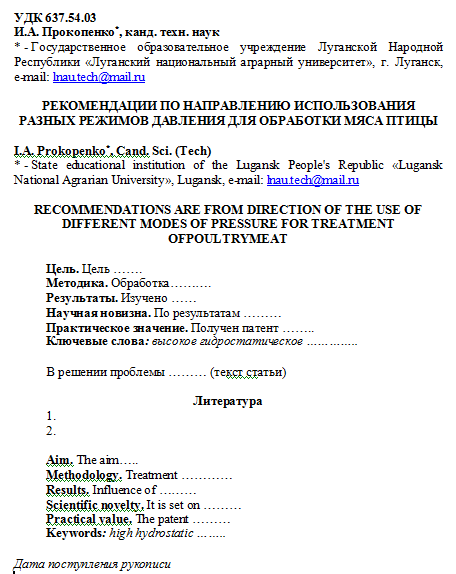 УДК 637.54.03
И.А. Прокопенко*, канд. техн. наук
* - Государственное образовательное учреждение Луганской Народной
Республики «Луганский национальный аграрный университет», г. Луганск,
e-mail: lnau.tech@mail.ru
РЕКОМЕНДАЦИИ ПО НАПРАВЛЕНИЮ ИСПОЛЬЗОВАНИЯ
РАЗНЫХ РЕЖИМОВ ДАВЛЕНИЯ ДЛЯ ОБРАБОТКИ МЯСА ПТИЦЫ
I.A. Prokopenko*, Cand. Sci. (Tech)
* - State educational institution of the Lugansk People's Republic «Lugansk
National Agrarian University», Lugansk, e-mail: lnau.tech@mail.ru
RECOMMENDATIONS ARE FROM DIRECTION OF THE USE OF
DIFFERENT MODES OF PRESSURE FOR TREATMENT
OFPOULTRYMEAT
Цель. Цель …….
Методика. Обработка……….
Результаты. Изучено ……
Научная новизна. По результатам ………
Практическое значение. Получен патент ……..
Ключевые слова: высокое гидростатическое …………..
В решении проблемы ……… (текст статьи)
Литература
1.
2.
Aim. The aim…..
Methodology. Treatment …………
Results. Influence of ………
Scientific novelty. It is set on ………
Practical value. The patent ………
Keywords: high hydrostatic ……..
Дата поступления рукописи